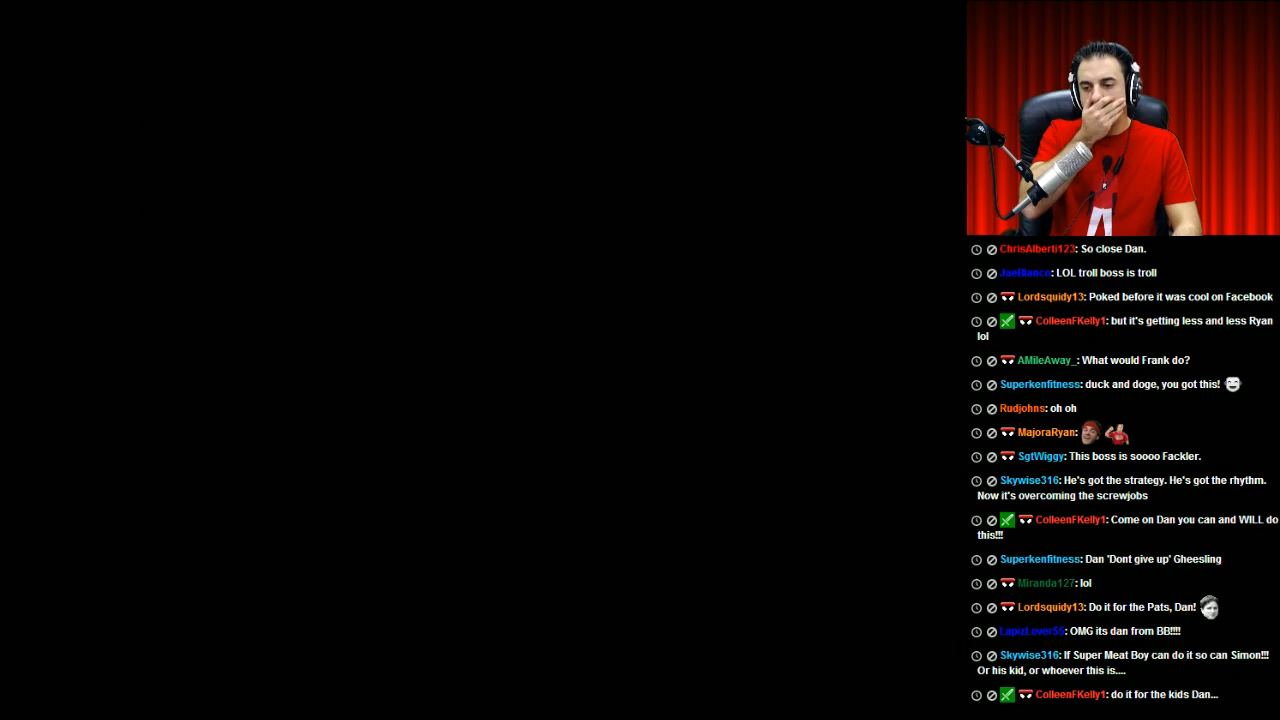 ChrisAlberti123: So close Dan.
JaeBlanco: LOL troll boss is troll
Lordsquidy13: Poked before it was cool on Facebook
ColleenFKelly1: but it's getting less and less Ryan
lol
AMileAway_: What would Frank do?
Superkenfitness: duck and doge, you got this!
Rudjohns: oh oh
MajoraRyan:
SgtWiggy: This boss is soooo Fackler.
Skywise316: He's got the strategy. He's got the rhythm.
Now it's overcoming the screwjobs
ColleenFKelly1: Come on Dan you can and WILL do
this!!!
Superkenfitness: Dan 'Dont give up' Gheesling
Miranda127: lol
Lordsquidy13: Do it for the Pats, Dan!
LapizLover55: OMG its dan from BB!!!!
Skywise316: If Super Meat Boy can do it so can Simon!!!
Or his kid, or whoever this is....
ColleenFKelly1: do it for the kids Dan...